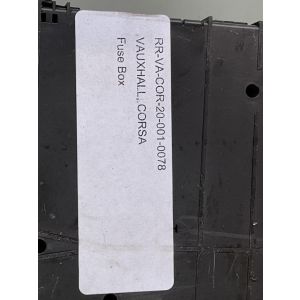 RR-VA-COR-20-001-0078
VAUXHALL, CORSA
Fuse Box